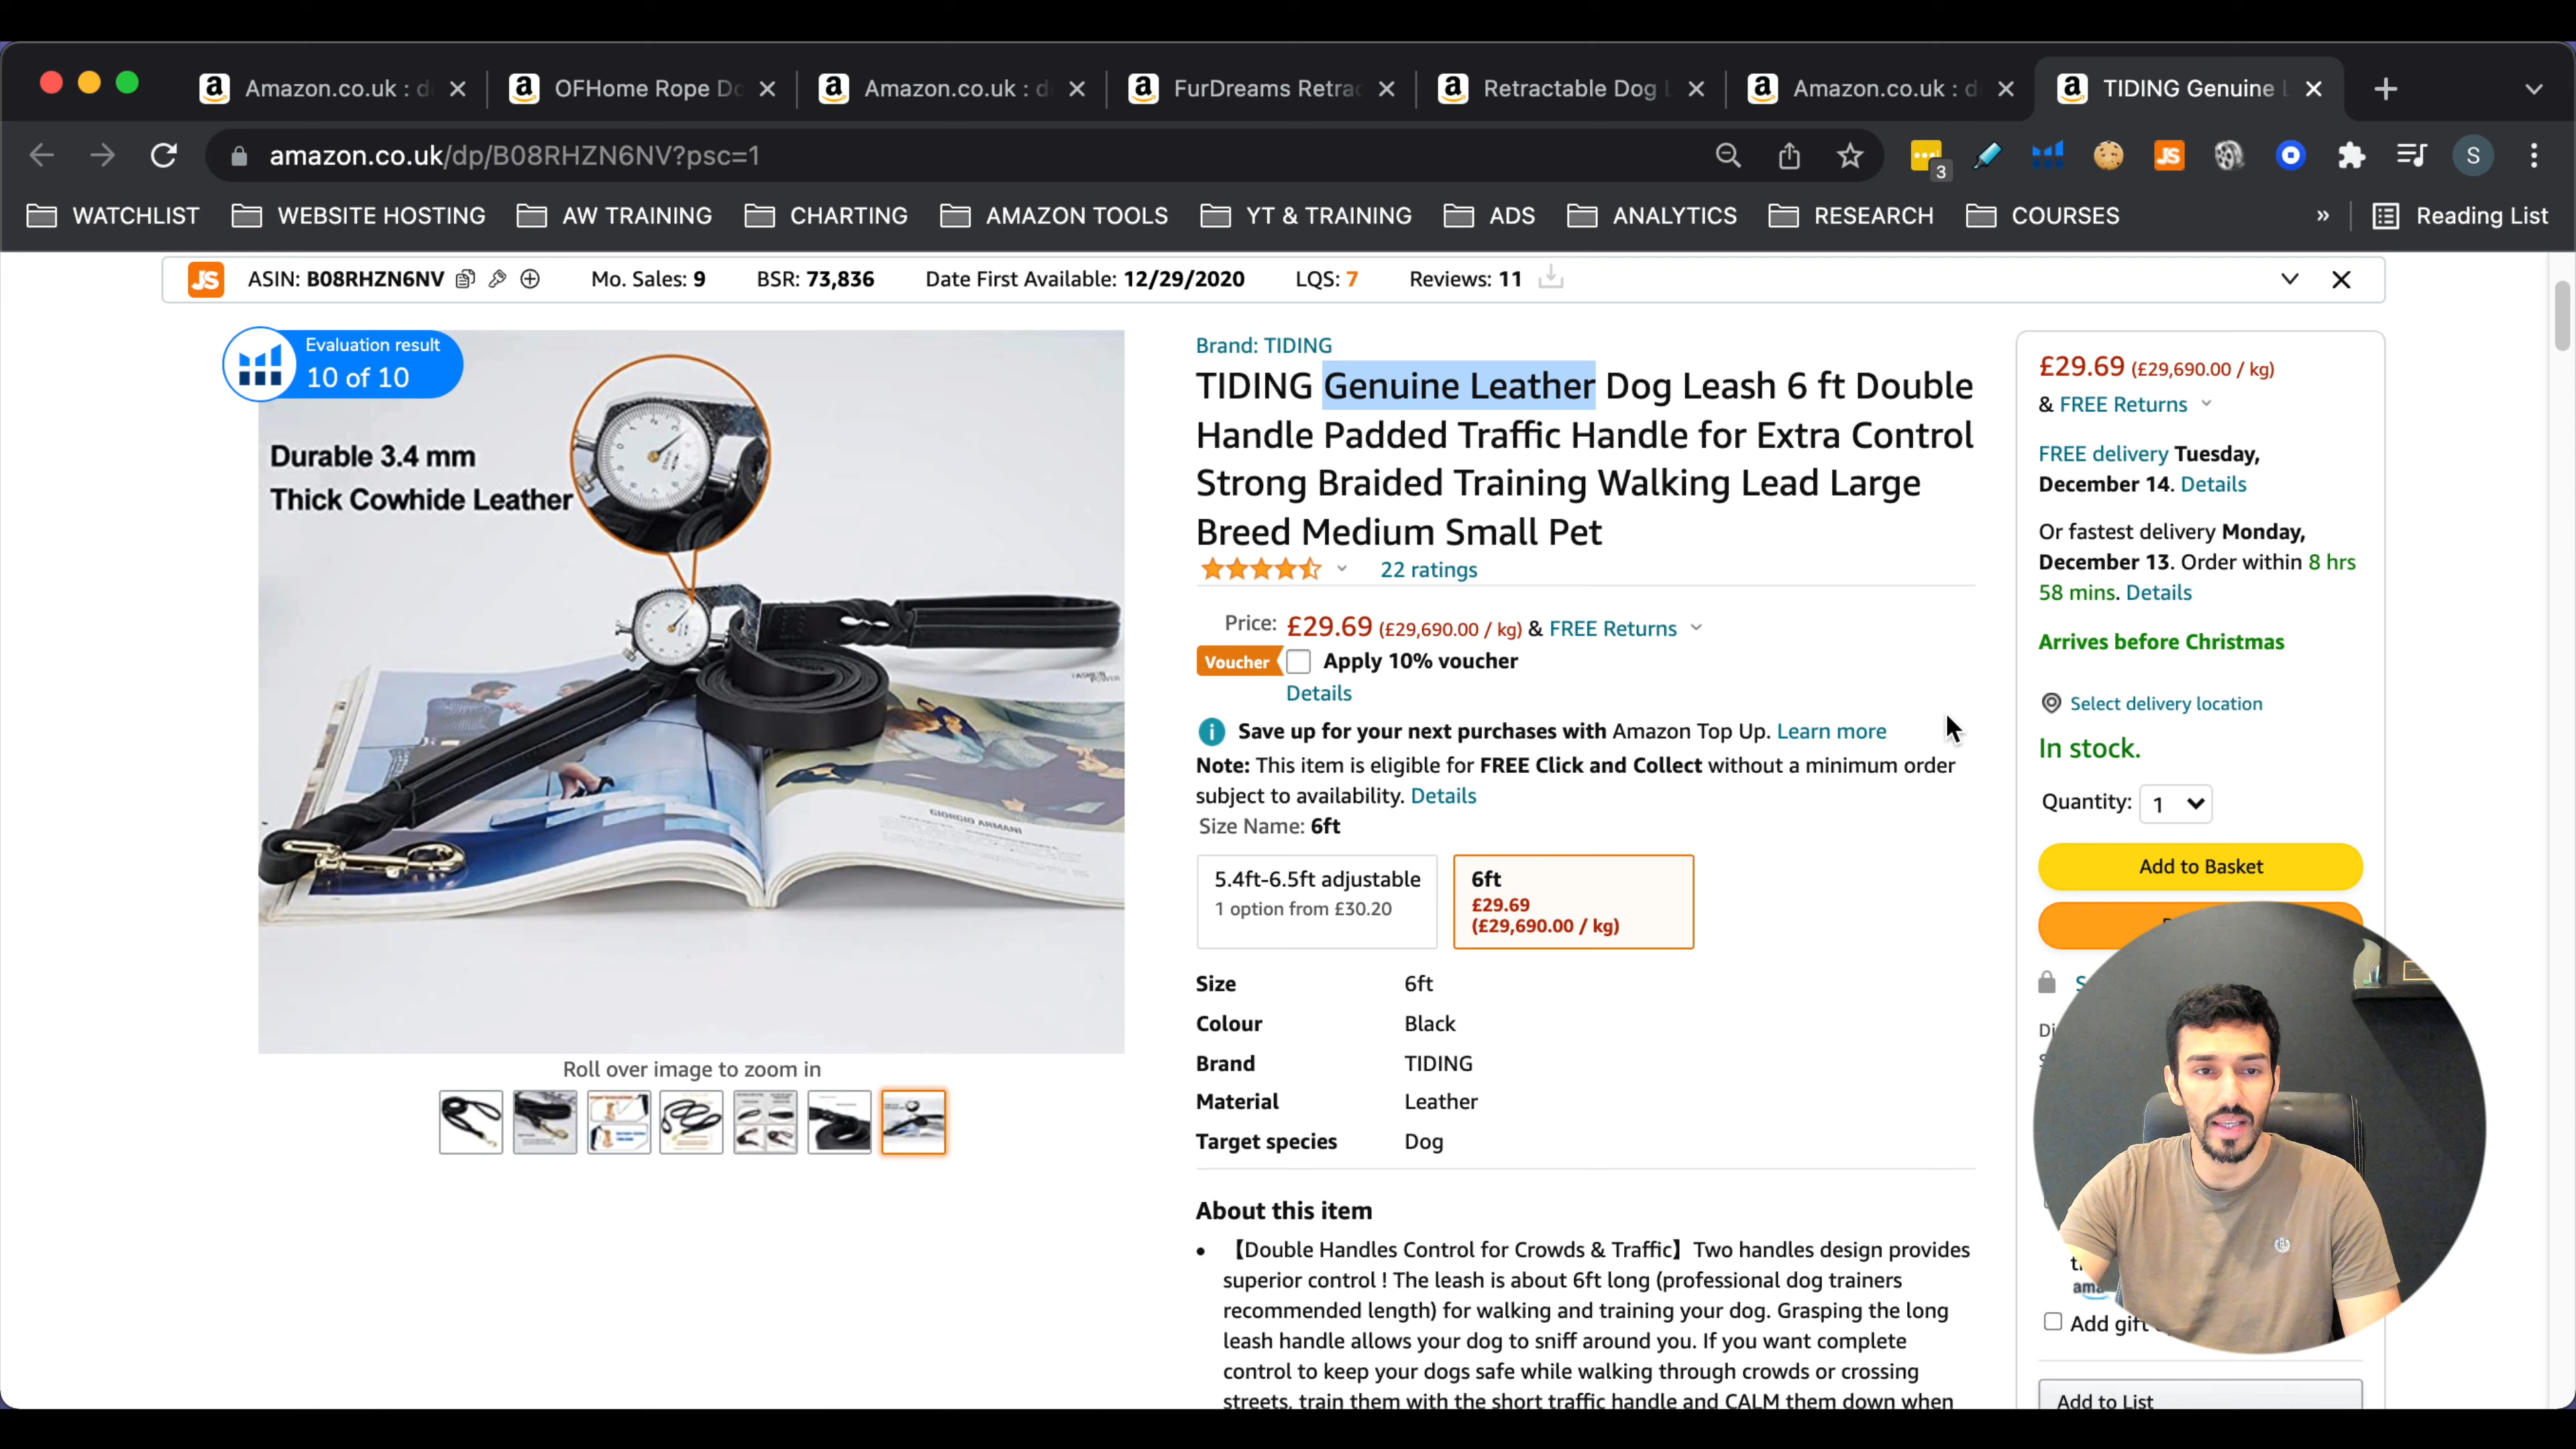 Amazon.co.uk : d
OFHome Rope Do
Amazon.co.uk : d
FurDreams Retrac
Retractable Dog L
Amazon.co.uk : d
TIDING Genuine L
amazon.co.uk/dp/B08RHZN6NV?psc=1
3
JS
S
WATCHLIST
WEBSITE HOSTING
AW TRAINING
CHARTING
AMAZON TOOLS
YT & TRAINING
ADS
ANALYTICS
RESEARCH
COURSES
»
Reading List
JS ASIN: B08RHZN6NV Mo. Sales: 9 BSR: 73,836 Date First Available: 12/29/2020 LQS: 7 Reviews: 11
Evaluation result
10 of 10
Durable 3.4 mm
Thick Cowhide Leather
GIORGIO ARMANI
Roll over image to zoom in
Brand: TIDING
TIDING Genuine Leather Dog Leash 6 ft Double
Handle Padded Traffic Handle for Extra Control
Strong Braided Training Walking Lead Large
Breed Medium Small Pet
22 ratings
Price: £29.69 (£29,690.00 / kg) & FREE Returns
Voucher Apply 10% voucher
Details
Save up for your next purchases with Amazon Top Up. Learn more
Note: This item is eligible for FREE Click and Collect without a minimum order
subject to availability. Details
Size Name: 6ft
5.4ft-6.5ft adjustable
1 option from £30.20
6ft
£29.69
(£29,690.00 / kg)
Size 6ft
Colour Black
Brand TIDING
Material Leather
Target species Dog
About this item
• 【Double Handles Control for Crowds & Traffic】Two handles design provides
superior control ! The leash is about 6ft long (professional dog trainers
recommended length) for walking and training your dog. Grasping the long
leash handle allows your dog to sniff around you. If you want complete
control to keep your dogs safe while walking through crowds or crossing
streets, train them with the short traffic handle and CALM them down when
£29.69 (£29,690.00 / kg)
& FREE Returns
FREE delivery Tuesday,
December 14. Details
Or fastest delivery Monday,
December 13. Order within 8 hrs
58 mins. Details
Arrives before Christmas
Select delivery location
In stock.
Quantity: 1
Add to Basket
Add gift
Add to List